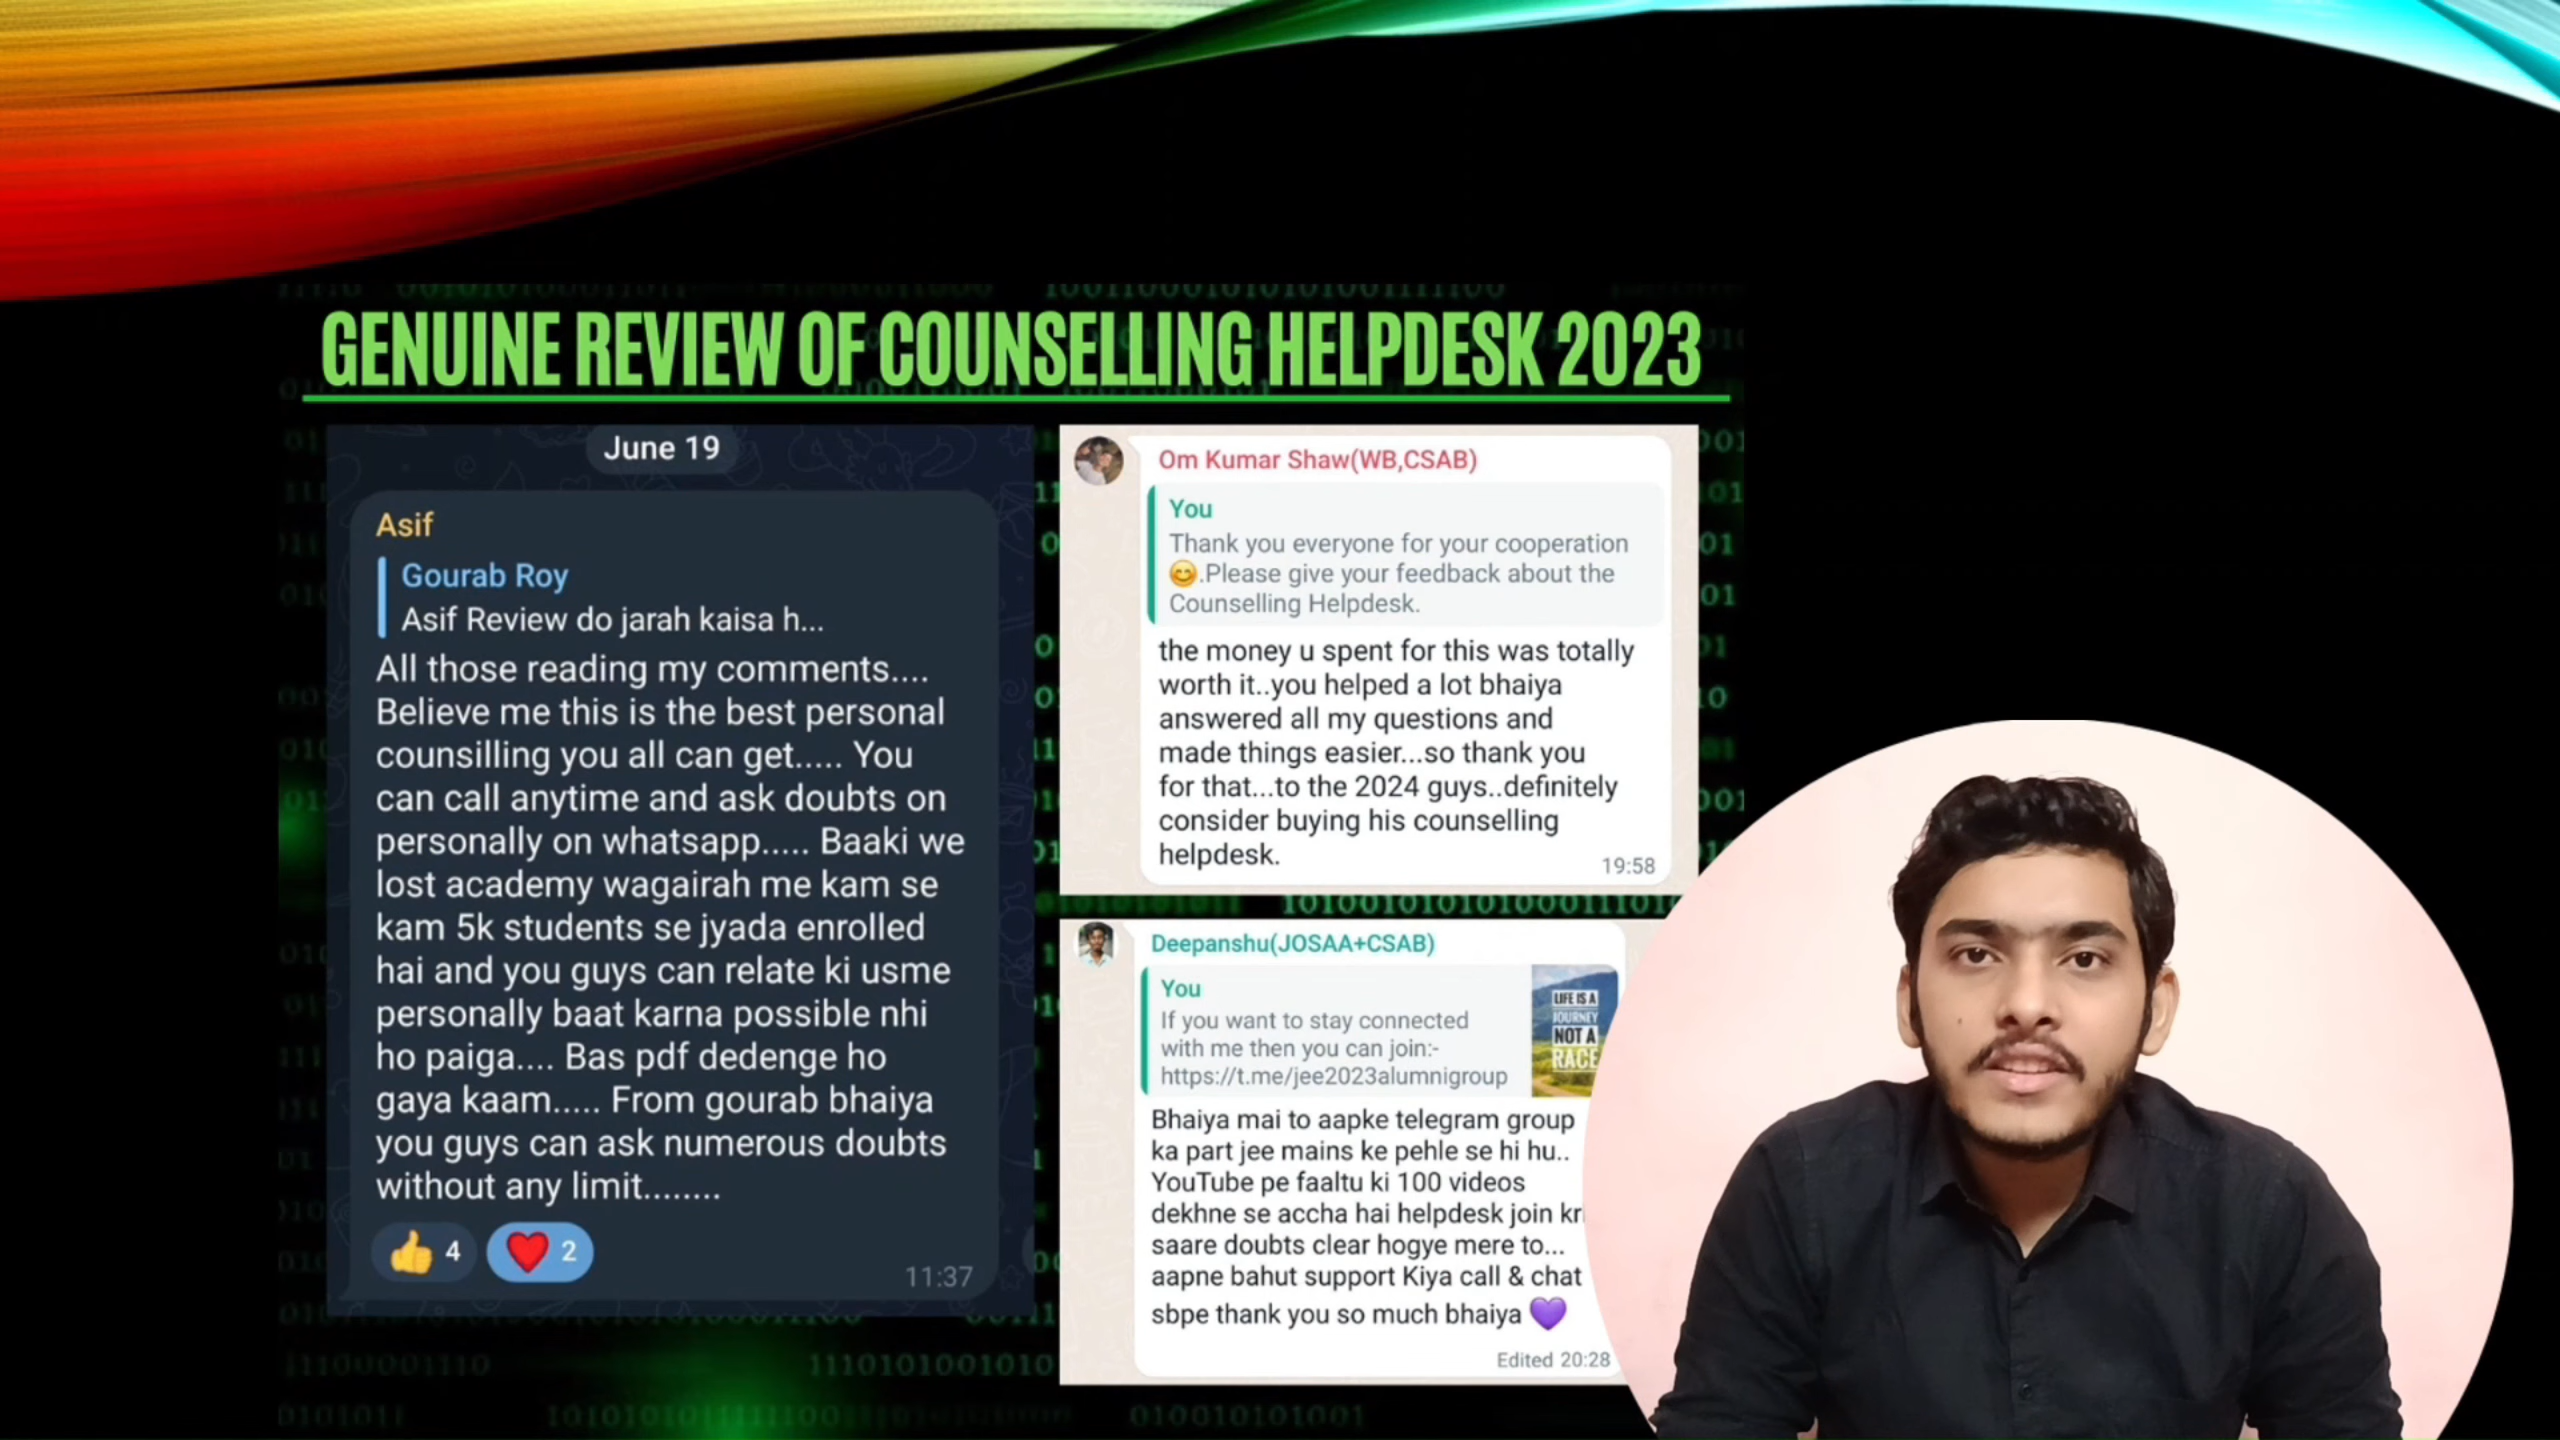 GENUINE REVIEW OF COUNSELLING HELPDESK 2023
June 19
Asif
Gourab Roy
Asif Review do jarah kaisa h...
All those reading my comments....
Believe me this is the best personal
counsilling you all can get..... You
can call anytime and ask doubts on
personally on whatsapp..... Baaki we
lost academy wagairah me kam se
kam 5k students se jyada enrolled
hai and you guys can relate ki usme
personally baat karna possible nhi
ho paiga.... Bas pdf dedenge ho
gaya kaam..... From gourab bhaiya
you guys can ask numerous doubts
without any limit........
👍 4 ❤️ 2
11:37
Om Kumar Shaw(WB,CSAB)
You
Thank you everyone for your cooperation
😊.Please give your feedback about the
Counselling Helpdesk.
the money u spent for this was totally
worth it..you helped a lot bhaiya
answered all my questions and
made things easier...so thank you
for that...to the 2024 guys..definitely
consider buying his counselling
helpdesk.
19:58
Deepanshu(JOSAA+CSAB)
You
If you want to stay connected
with me then you can join:-
https://t.me/jee2023alumnigroup
LIFE IS A
JOURNEY
NOT A
RACE
Bhaiya mai to aapke telegram group
ka part jee mains ke pehle se hi hu..
YouTube pe faaltu ki 100 videos
dekhne se accha hai helpdesk join kr
saare doubts clear hogye mere to...
aapne bahut support Kiya call & chat
sbpe thank you so much bhaiya 💜
Edited 20:28